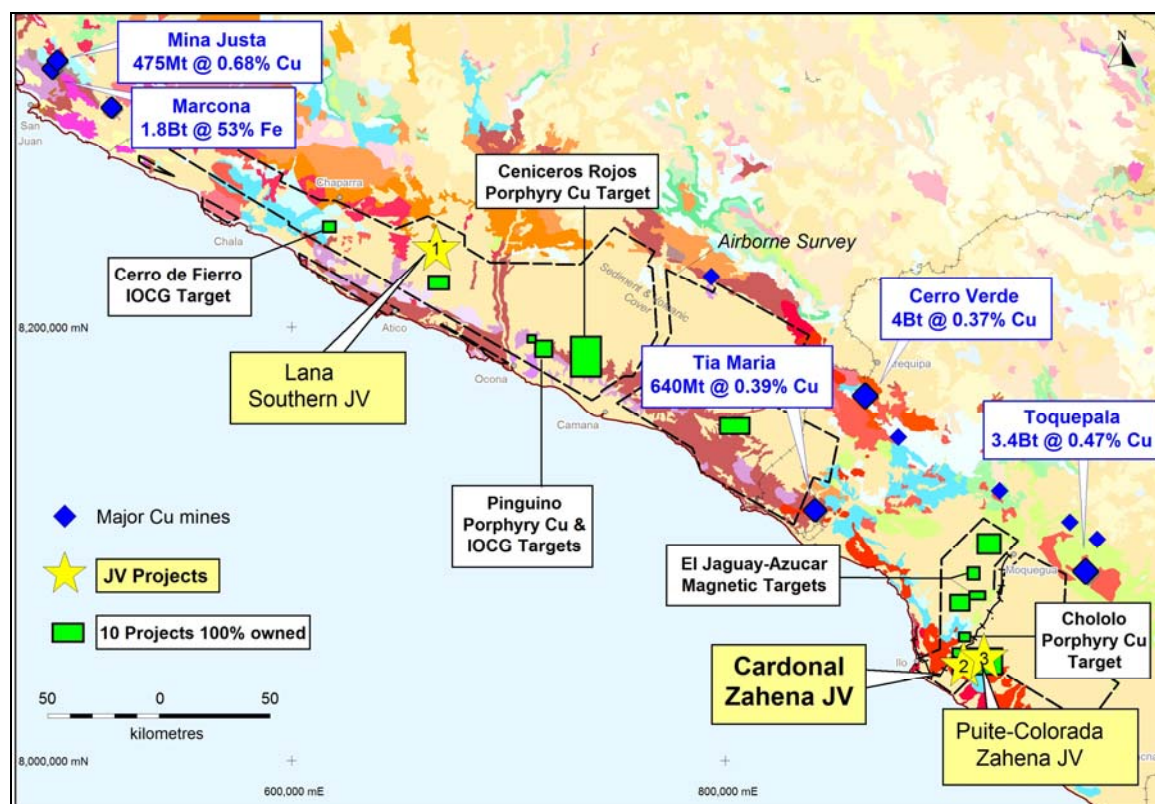 Mina Justa
475Mt @ 0.68% Cu
Marcona
1.8Bt @ 53% Fe
N
San
Juan
Chaparra
Ceniceros Rojos
Porphyry Cu Target
Airborne Survey
Chala
1
Cerro de Fierro
IOCG Target
Sediment & Volcanic
Cover
Cerro Verde
4Bt @ 0.37% Cu
8,200,000 mN
Atico
Lana
Southern JV
Tia Maria
640Mt @ 0.39% Cu
requipa
Ocona
Camana
Toquepala
3.4Bt @ 0.47% Cu
Pinguino
Porphyry Cu &
IOCG Targets
Major Cu mines
JV Projects
10 Projects 100% owned
El Jaguay-Azucar
Magnetic Targets
Moquegua
Chololo
Porphyry Cu
Target
Ilo
2
3
Cardonal
Zahena JV
Puite-Colorada
Zahena JV
50
0
50
kilometres
8,000,000 mN
600,000 mE
800,000 mE